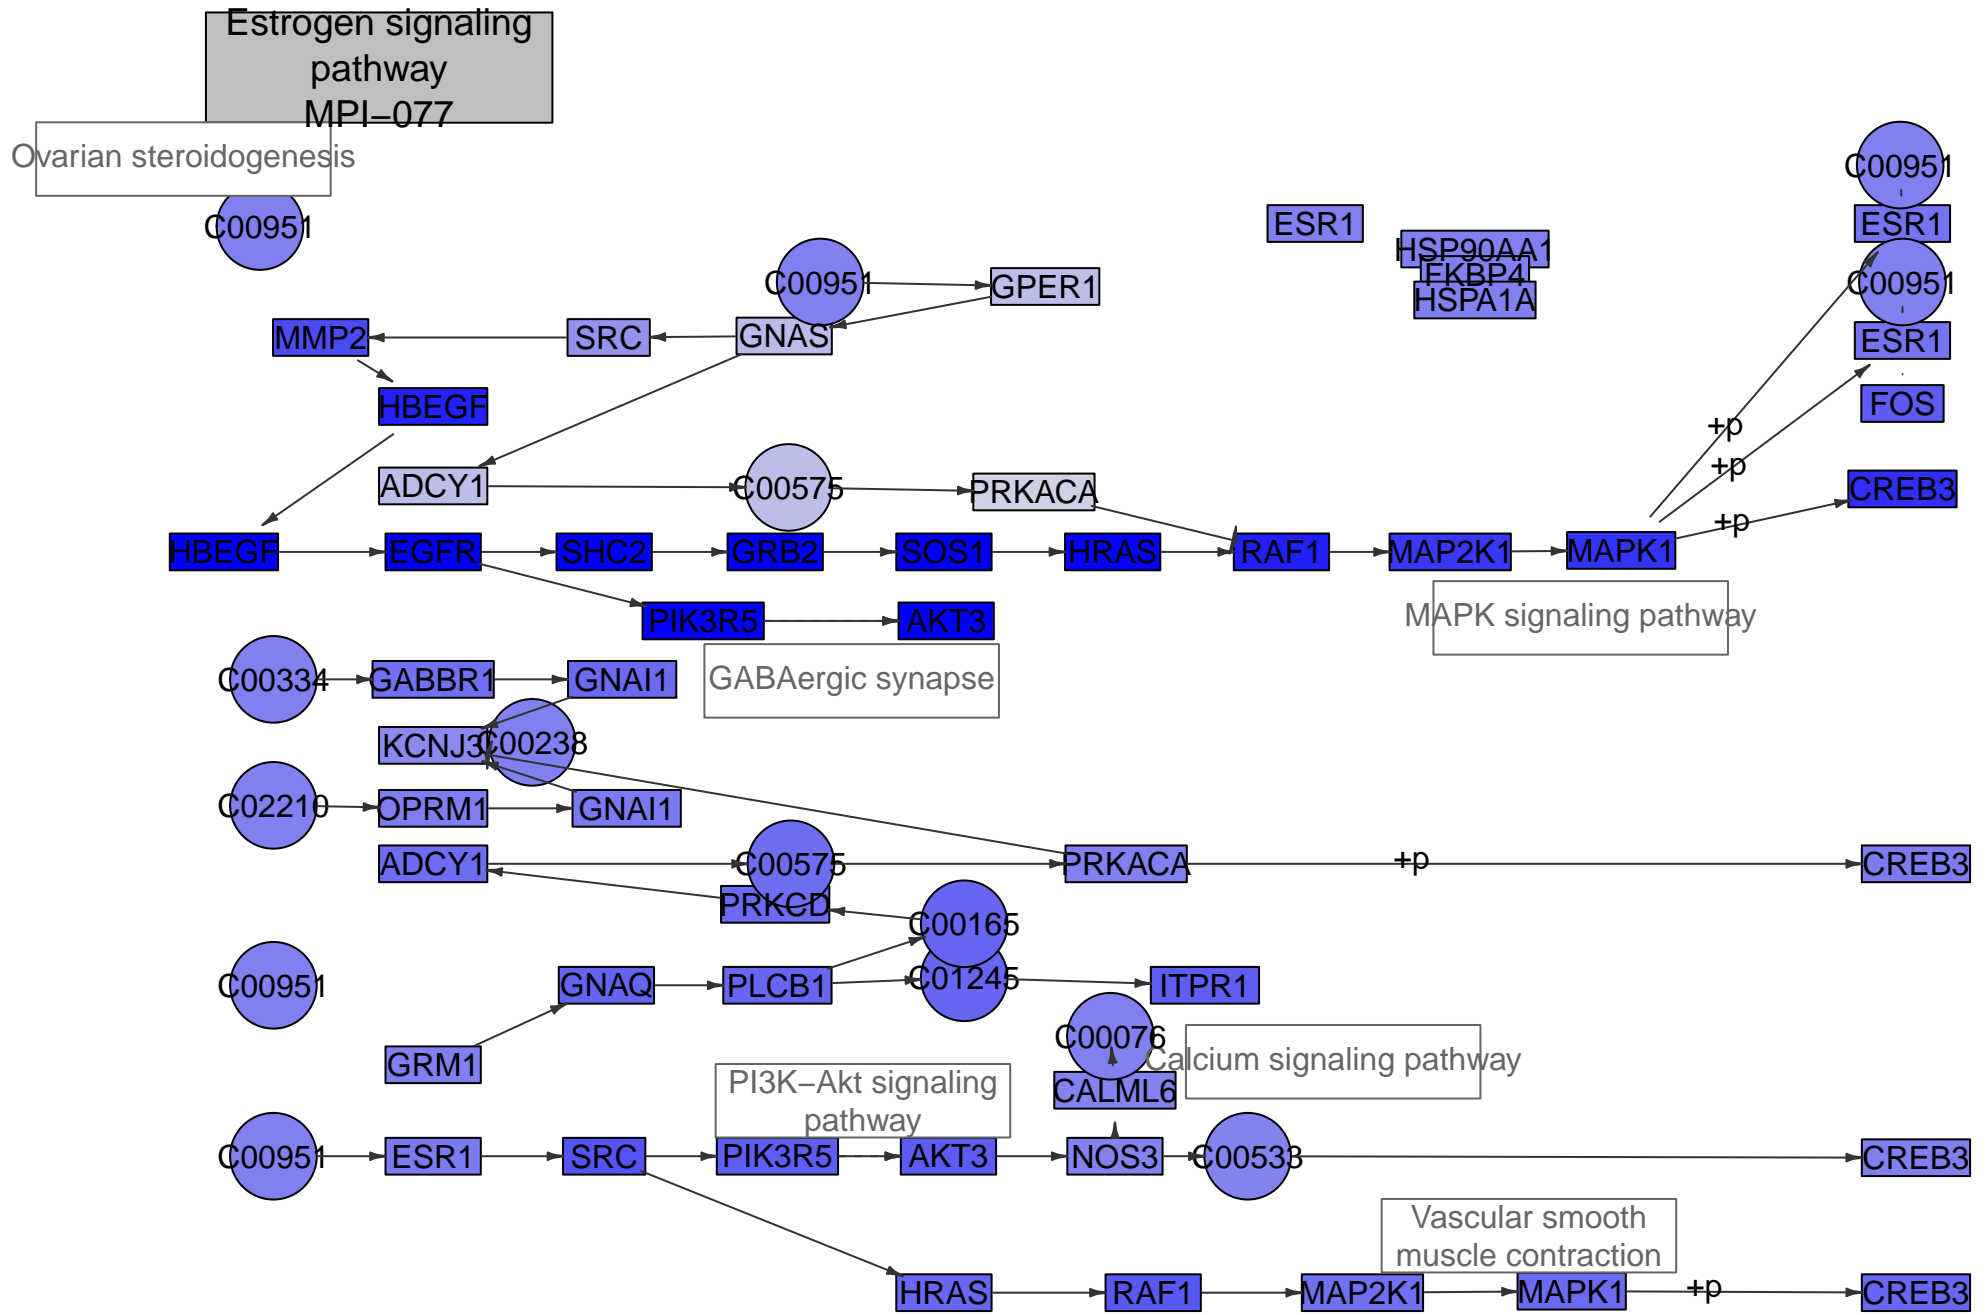 Estrogen signaling
pathway
MPI−077
Ovarian steroidogenesis
C00951
C00951
ESR1
ESR1
C00951
HSP90AA1
FKBP4
HSPA1A
C00951
GPER1
C00951
MMP2
SRC
GNAS
ESR1
HBEGF
FOS
+p
+p
ADCY1
C00575
PRKACA
CREB3
+p
HBEGF
EGFR
SHC2
GRB2
SOS1
HRAS
RAF1
MAP2K1
MAPK1
PIK3R5
AKT3
MAPK signaling pathway
C00334
GABBR1
GNAI1
GABAergic synapse
KCNJ3
C00238
C02210
OPRM1
GNAI1
ADCY1
C00575
PRKACA
+p
CREB3
PRKCD
C00165
C00951
GNAQ
PLCB1
C01245
ITPR1
C00076
Calcium signaling pathway
GRM1
CALML6
PI3K−Akt signaling
pathway
C00951
ESR1
SRC
PIK3R5
AKT3
NOS3
C00533
CREB3
Vascular smooth
muscle contraction
HRAS
RAF1
MAP2K1
MAPK1
+p
CREB3